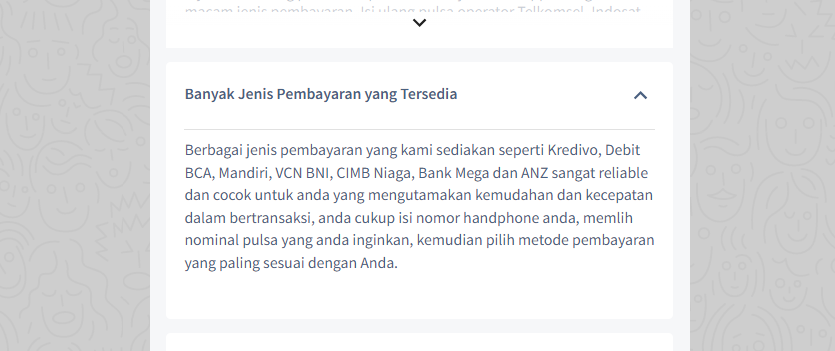 macam jenis pembayaran. Isi ulang pulsa operator Telkomsel, Indosat
Banyak Jenis Pembayaran yang Tersedia
Berbagai jenis pembayaran yang kami sediakan seperti Kredivo, Debit
BCA, Mandiri, VCN BNI, CIMB Niaga, Bank Mega dan ANZ sangat reliable
dan cocok untuk anda yang mengutamakan kemudahan dan kecepatan
dalam bertransaksi, anda cukup isi nomor handphone anda, memlih
nominal pulsa yang anda inginkan, kemudian pilih metode pembayaran
yang paling sesuai dengan Anda.